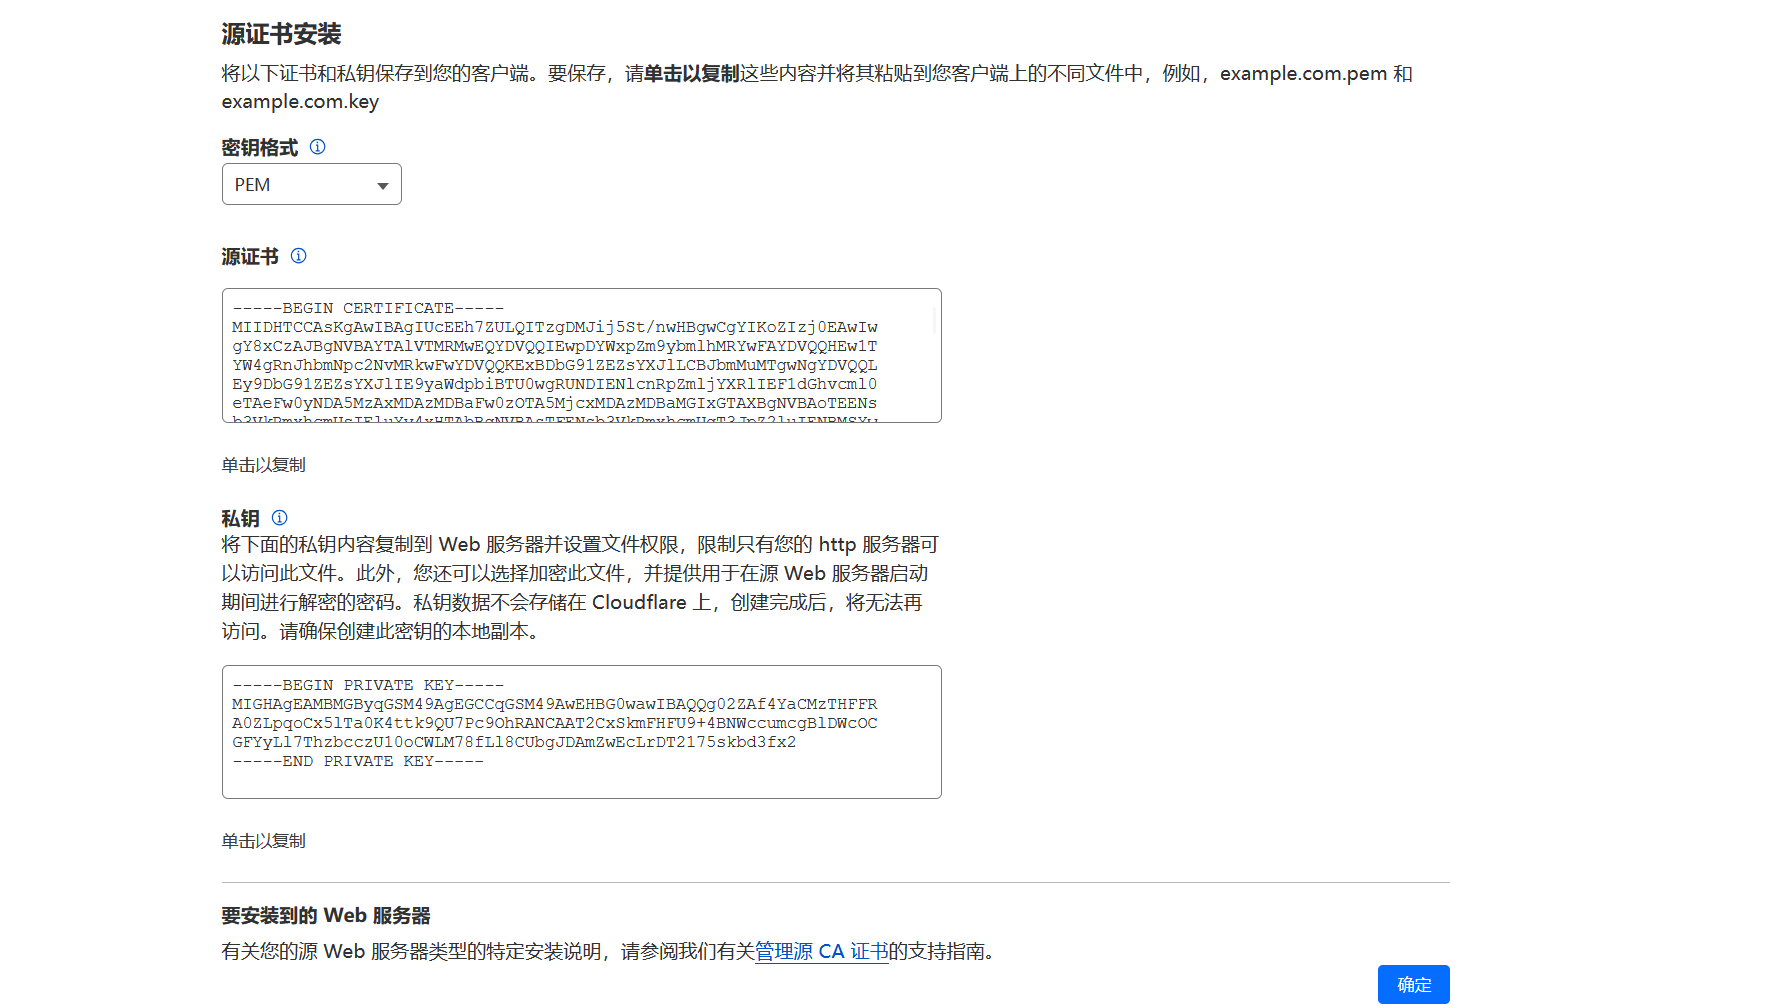 源证书安装
将以下证书和私钥保存到您的客户端。要保存，请单击以复制这些内容并将其粘贴到您客户端上的不同文件中，例如，example.com.pem 和
example.com.key
密钥格式
PEM
源证书
-----BEGIN CERTIFICATE-----
MIIDHTCCAsKgAwIBAgIUcEEh7ZULQITzgDMJij5St/nwHBgwCgYIKoZIzj0EAwIw
gY8xCzAJBgNVBAYTAlVTMRMwEQYDVQQIEwpDYWxpZm9ybmlhMRYwFAYDVQQHEw1T
YW4gRnJhbmNpc2NvMRkwFwYDVQQKExBDbG91ZEZsYXJlLCBJbmMuMTgwNgYDVQQL
Ey9DbG91ZEZsYXJlIE9yaWdpbiBTU0wgRUNDIENlcnRpZmljYXRlIEF1dGhvcml0
eTAeFw0yNDA5MzAxMDAzMDBaFw0zOTA5MjcxMDAzMDBaMGIxGTAXBgNVBAoTEENs
单击以复制
私钥
将下面的私钥内容复制到 Web 服务器并设置文件权限，限制只有您的 http 服务器可
以访问此文件。此外，您还可以选择加密此文件，并提供用于在源 Web 服务器启动
期间进行解密的密码。私钥数据不会存储在 Cloudflare 上，创建完成后，将无法再
访问。请确保创建此密钥的本地副本。
-----BEGIN PRIVATE KEY-----
MIGHAgEAMBMGByqGSM49AgEGCCqGSM49AwEHBG0wawIBAQQg02ZAf4YaCMzTHFFR
A0ZLpqoCx5lTa0K4ttk9QU7Pc9OhRANCAAT2CxSkmFHFU9+4BNWccumcgBlDWcOC
GFYyLl7ThzbcczU10oCWLM78fLl8CUbgJDAmZwEcLrDT2175skbd3fx2
-----END PRIVATE KEY-----
单击以复制
要安装到的 Web 服务器
有关您的源 Web 服务器类型的特定安装说明，请参阅我们有关管理源 CA 证书的支持指南。
确定